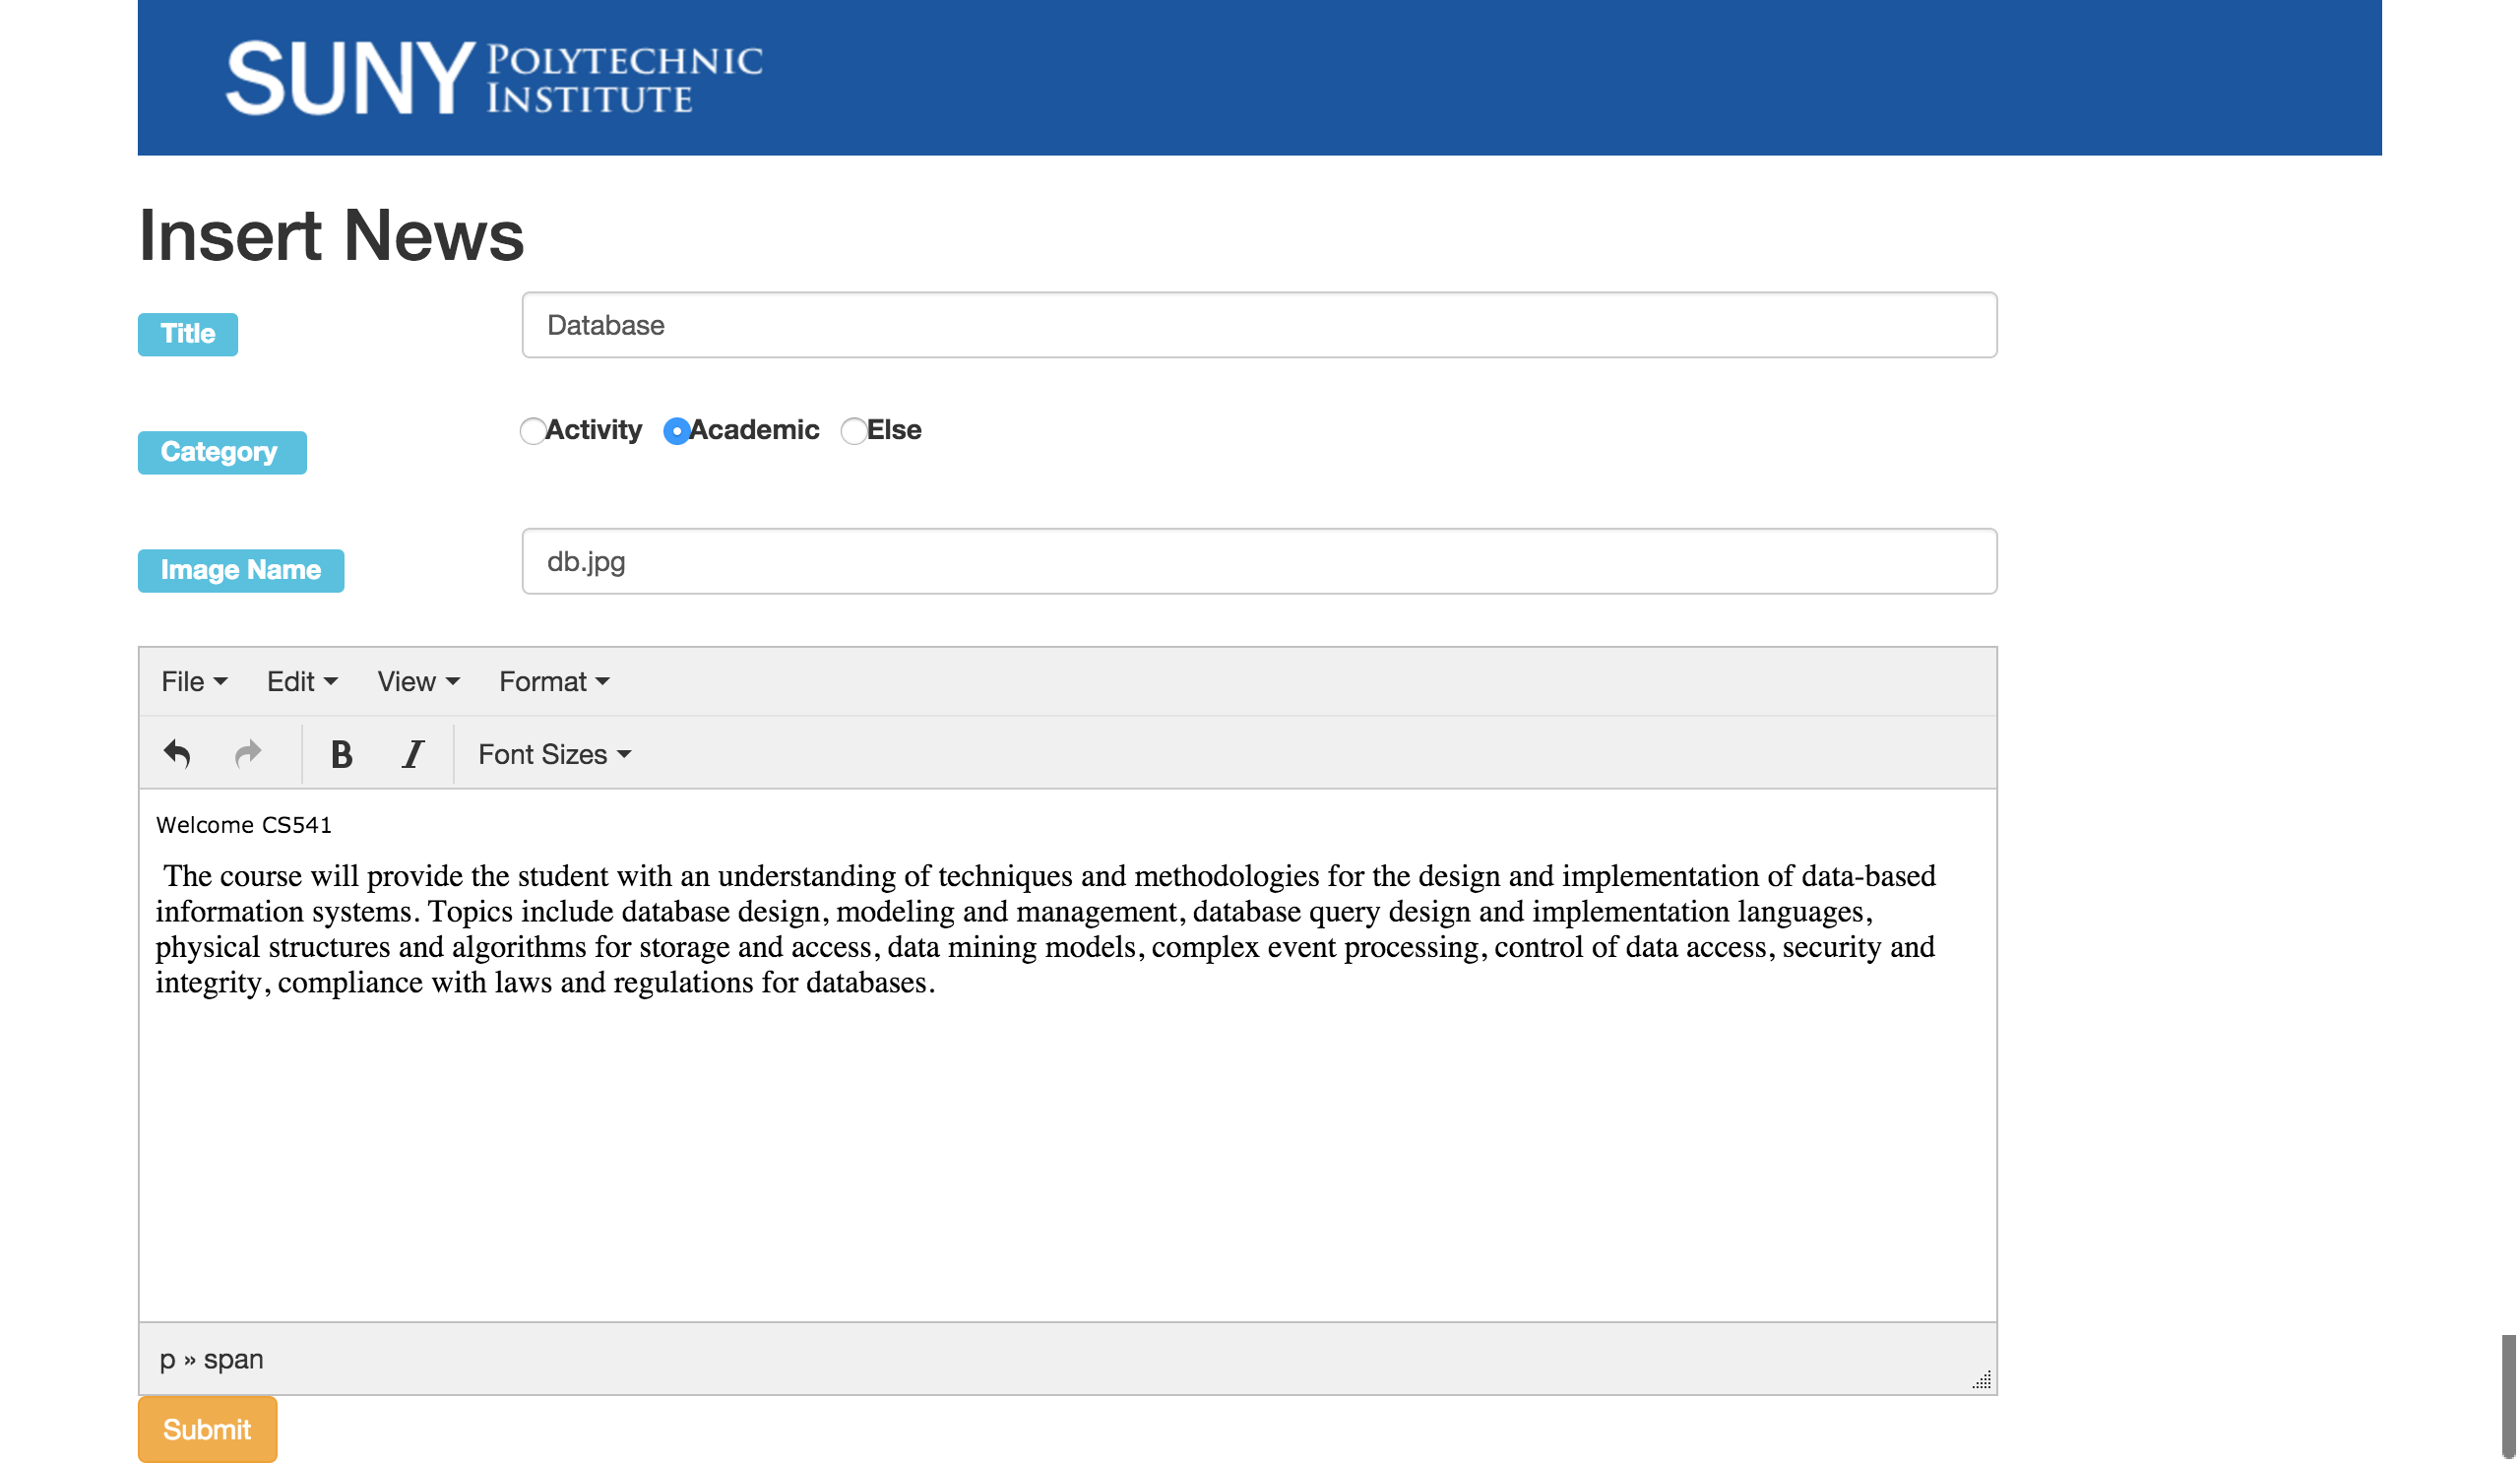 SUNY POLYTECHNIC
INSTITUTE
Insert News
Title
Database
Category
Activity Academic Else
Image Name
db.jpg
File Edit View Format
B I Font Sizes
Welcome CS541
The course will provide the student with an understanding of techniques and methodologies for the design and implementation of data-based
information systems. Topics include database design, modeling and management, database query design and implementation languages,
physical structures and algorithms for storage and access, data mining models, complex event processing, control of data access, security and
integrity, compliance with laws and regulations for databases.
p » span
Submit